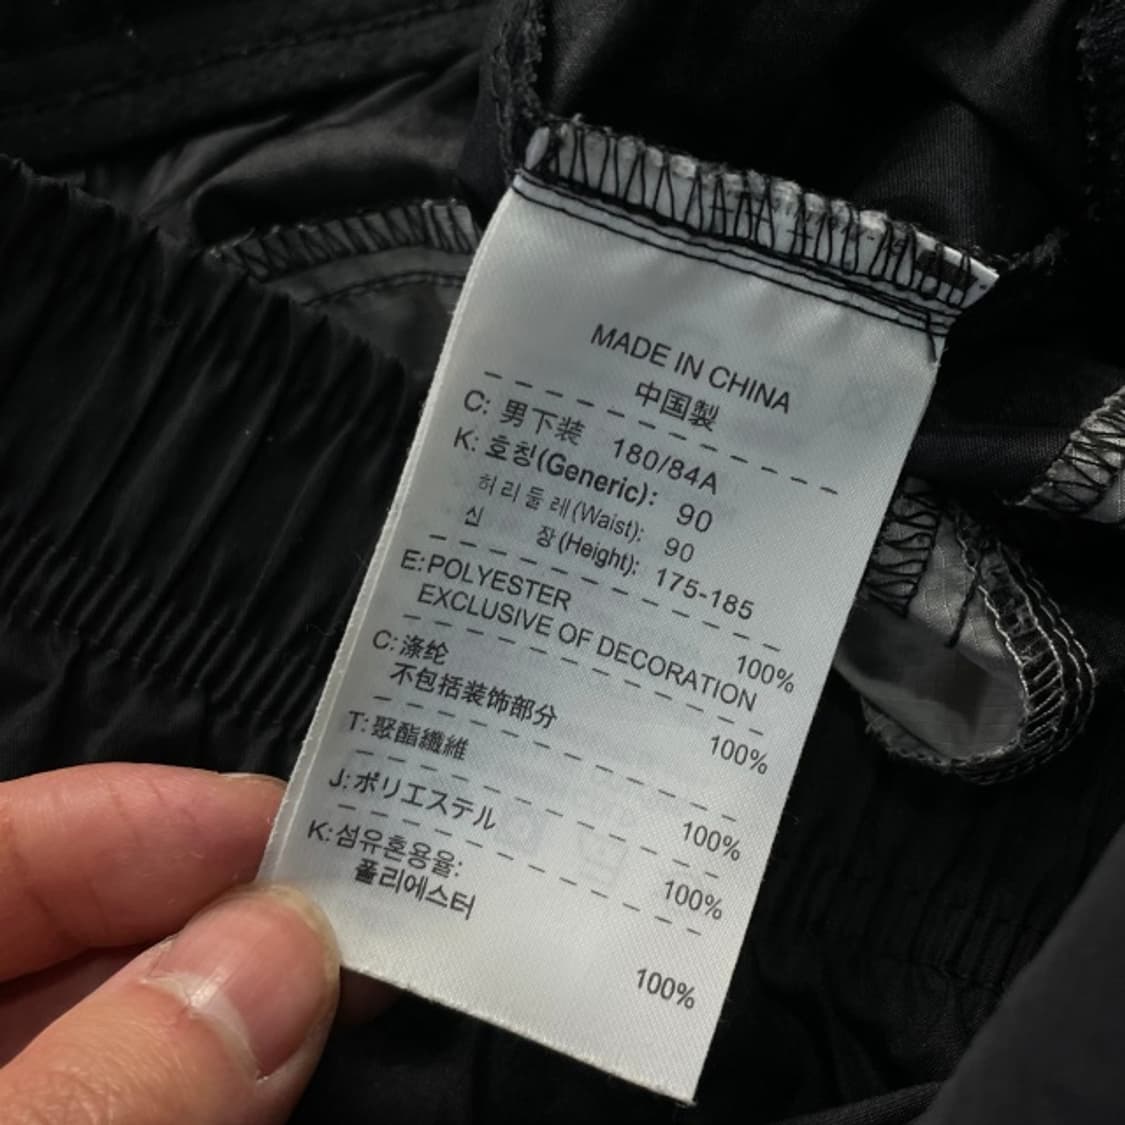 MADE IN CHINA
中国製
C: 男下装 180/84A
K: 호칭(Generic): 90
허리둘레(Waist): 90
신 장(Height): 175-185
E: POLYESTER 100%
EXCLUSIVE OF DECORATION
C: 涤纶 100%
不包括装饰部分
T: 聚酯纖維 100%
J: ポリエステル 100%
K: 섬유혼용율:
폴리에스터 100%